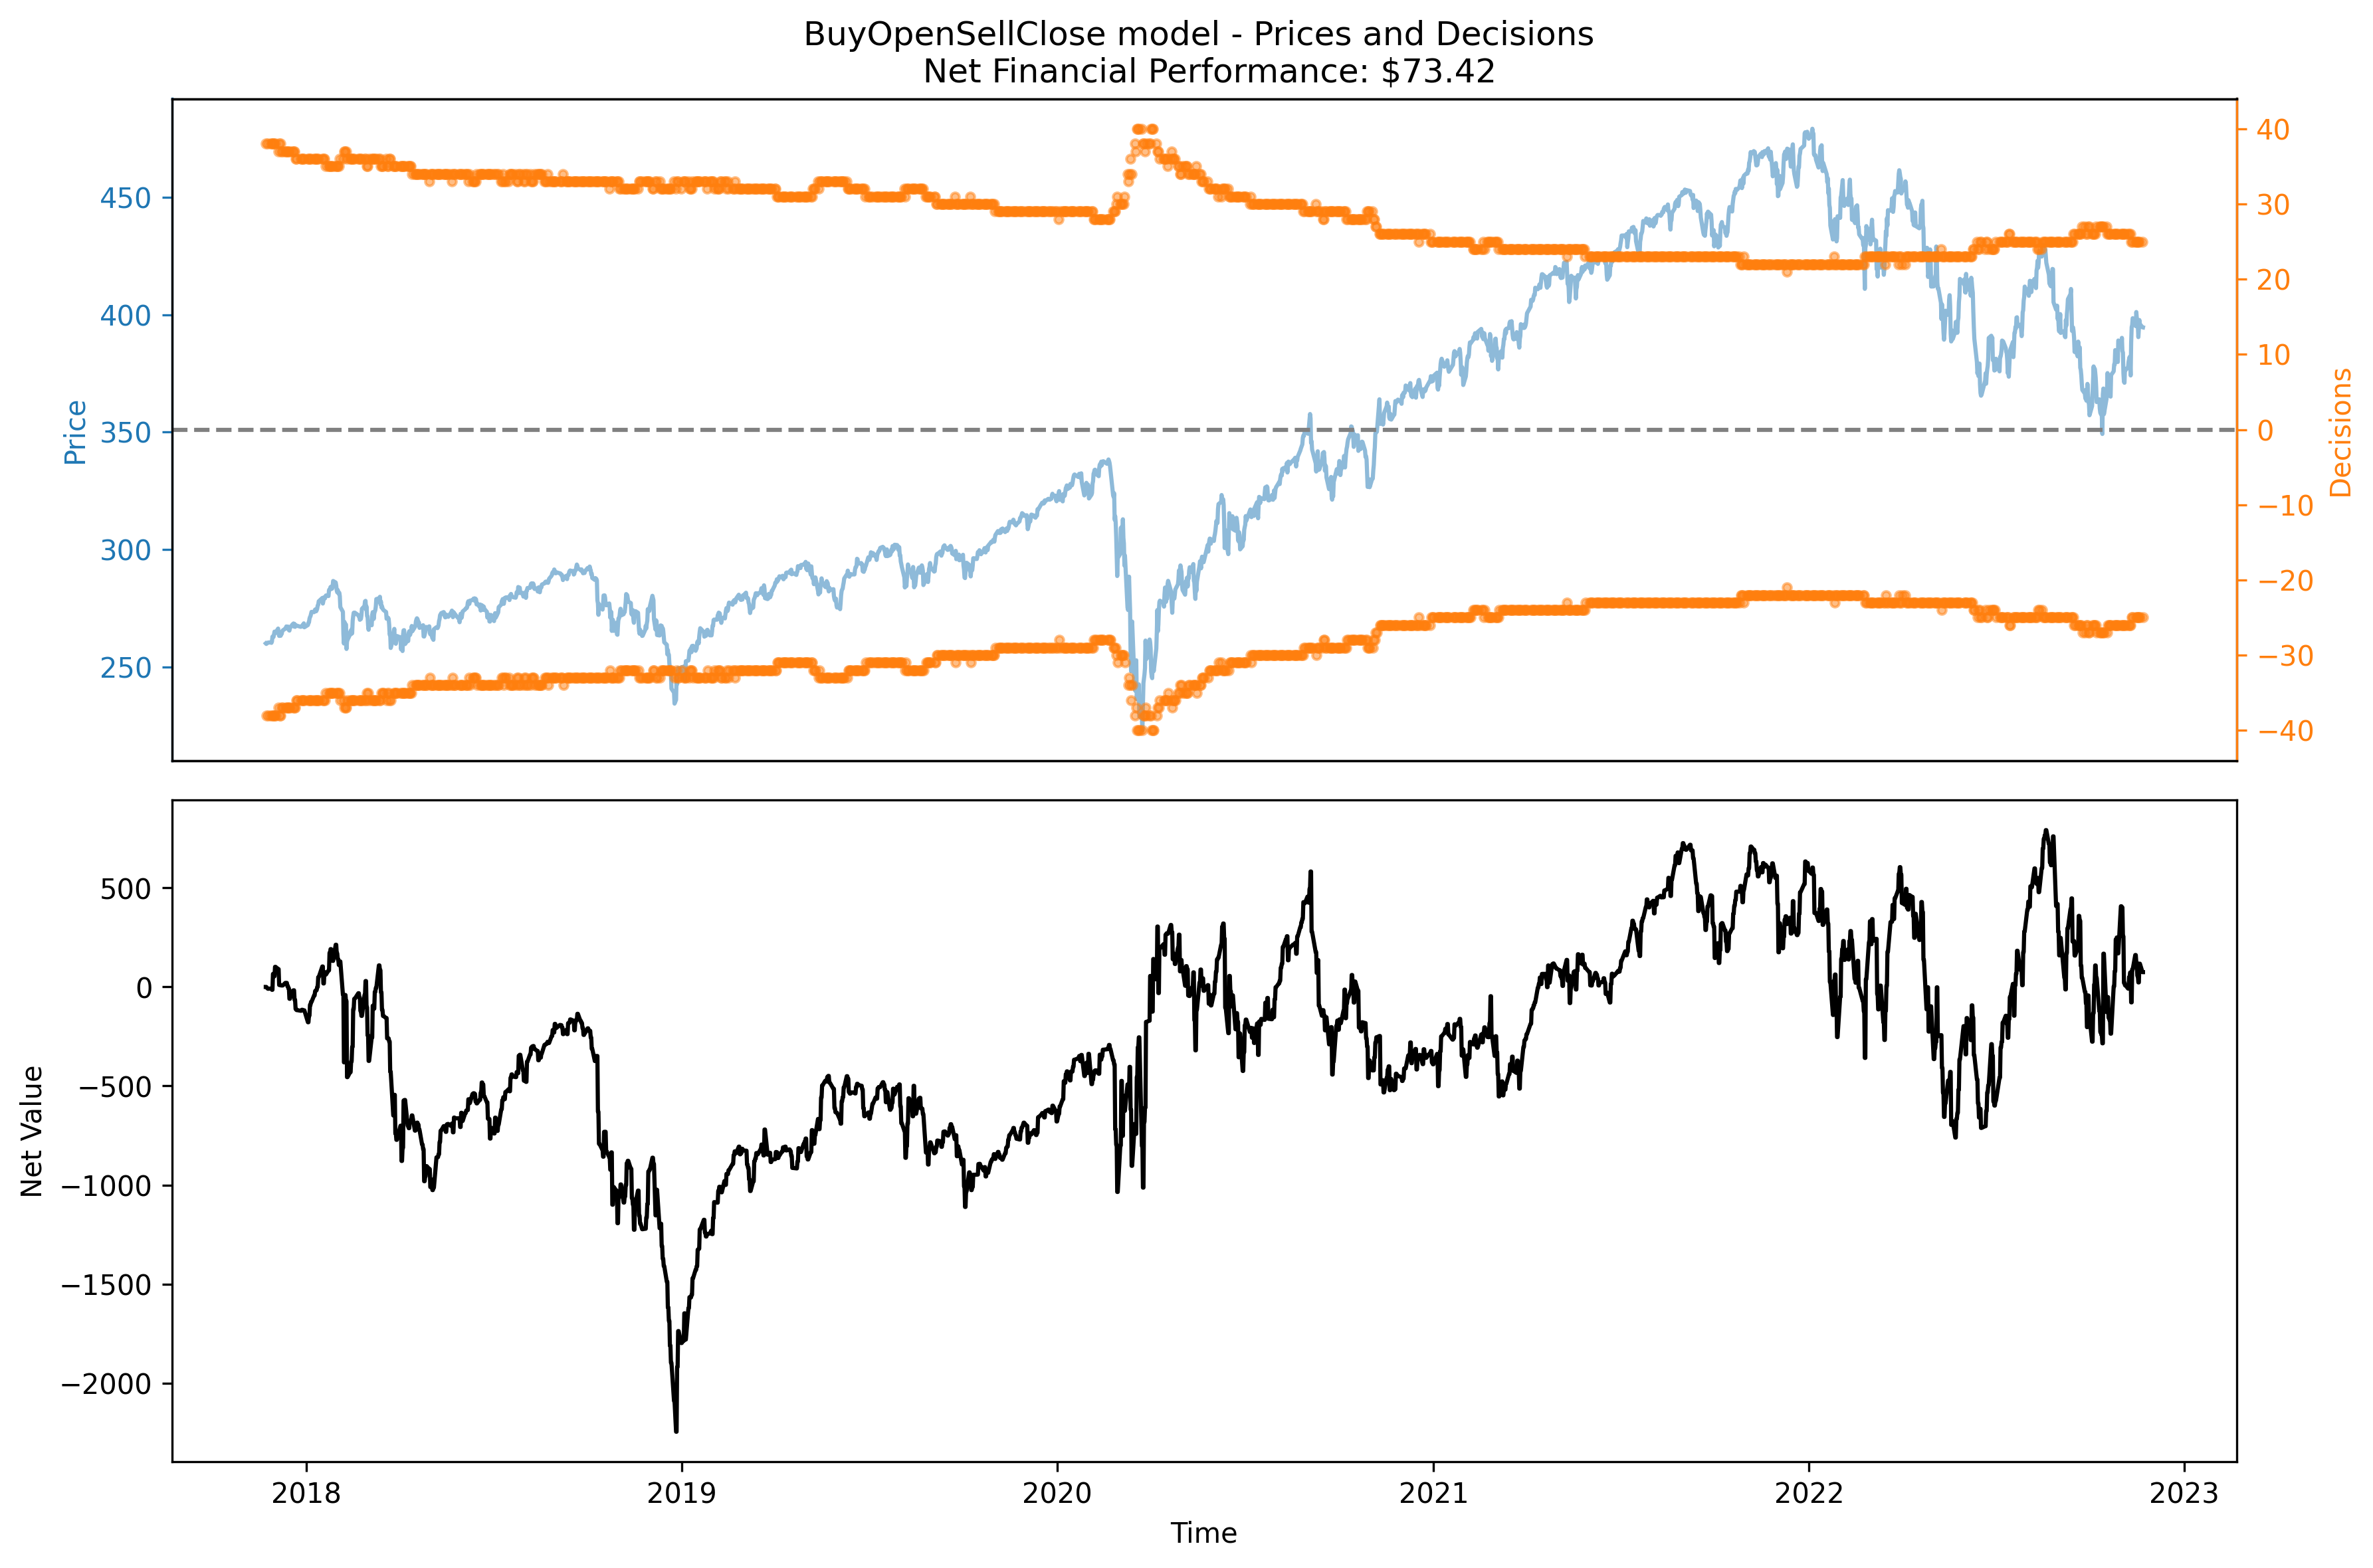 BuyOpenSellClose model - Prices and Decisions
Net Financial Performance: $73.42
Price
450
400
350
300
250
40
30
20
10
0
−10
−20
−30
−40
Decisions
Net Value
500
0
−500
−1000
−1500
−2000
2018 2019 2020 2021 2022 2023
Time